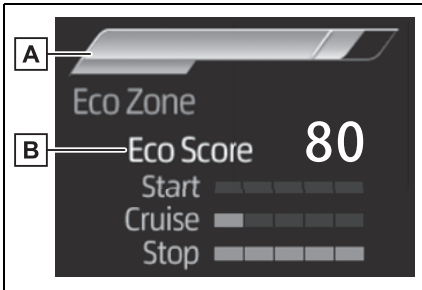 A
Eco Zone
B
Eco Score 80
Start
Cruise
Stop